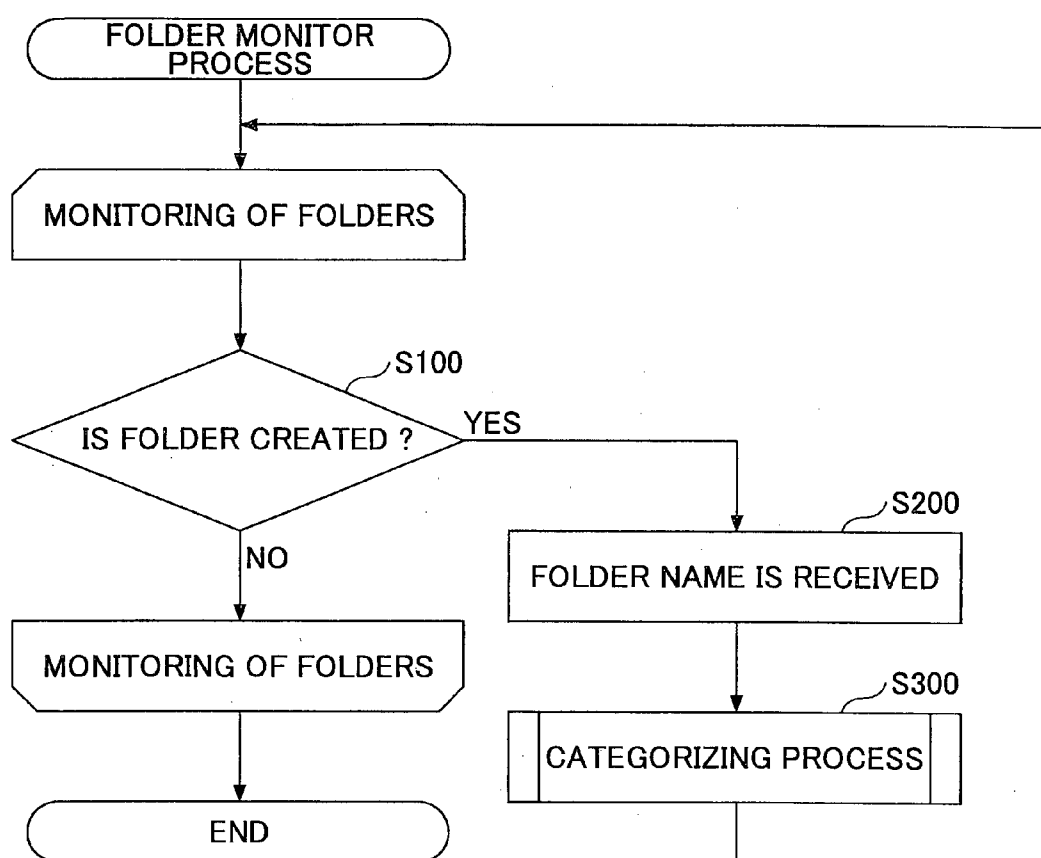 FOLDER MONITOR
PROCESS
MONITORING OF FOLDERS
S100
IS FOLDER CREATED ?
YES
NO
S200
FOLDER NAME IS RECEIVED
MONITORING OF FOLDERS
S300
CATEGORIZING PROCESS
END